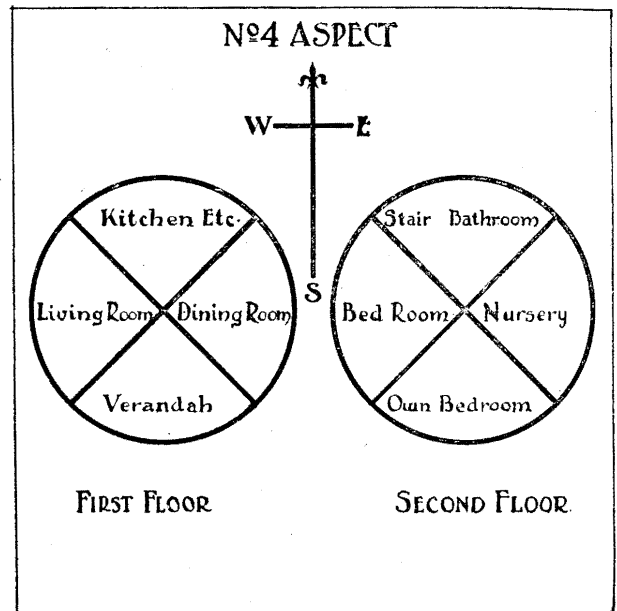 Nº4 ASPECT
W E
S
Kitchen Etc.
Living Room Dining Room
Verandah
FIRST FLOOR
Stair Bathroom
Bed Room Nursery
Own Bedroom
SECOND FLOOR